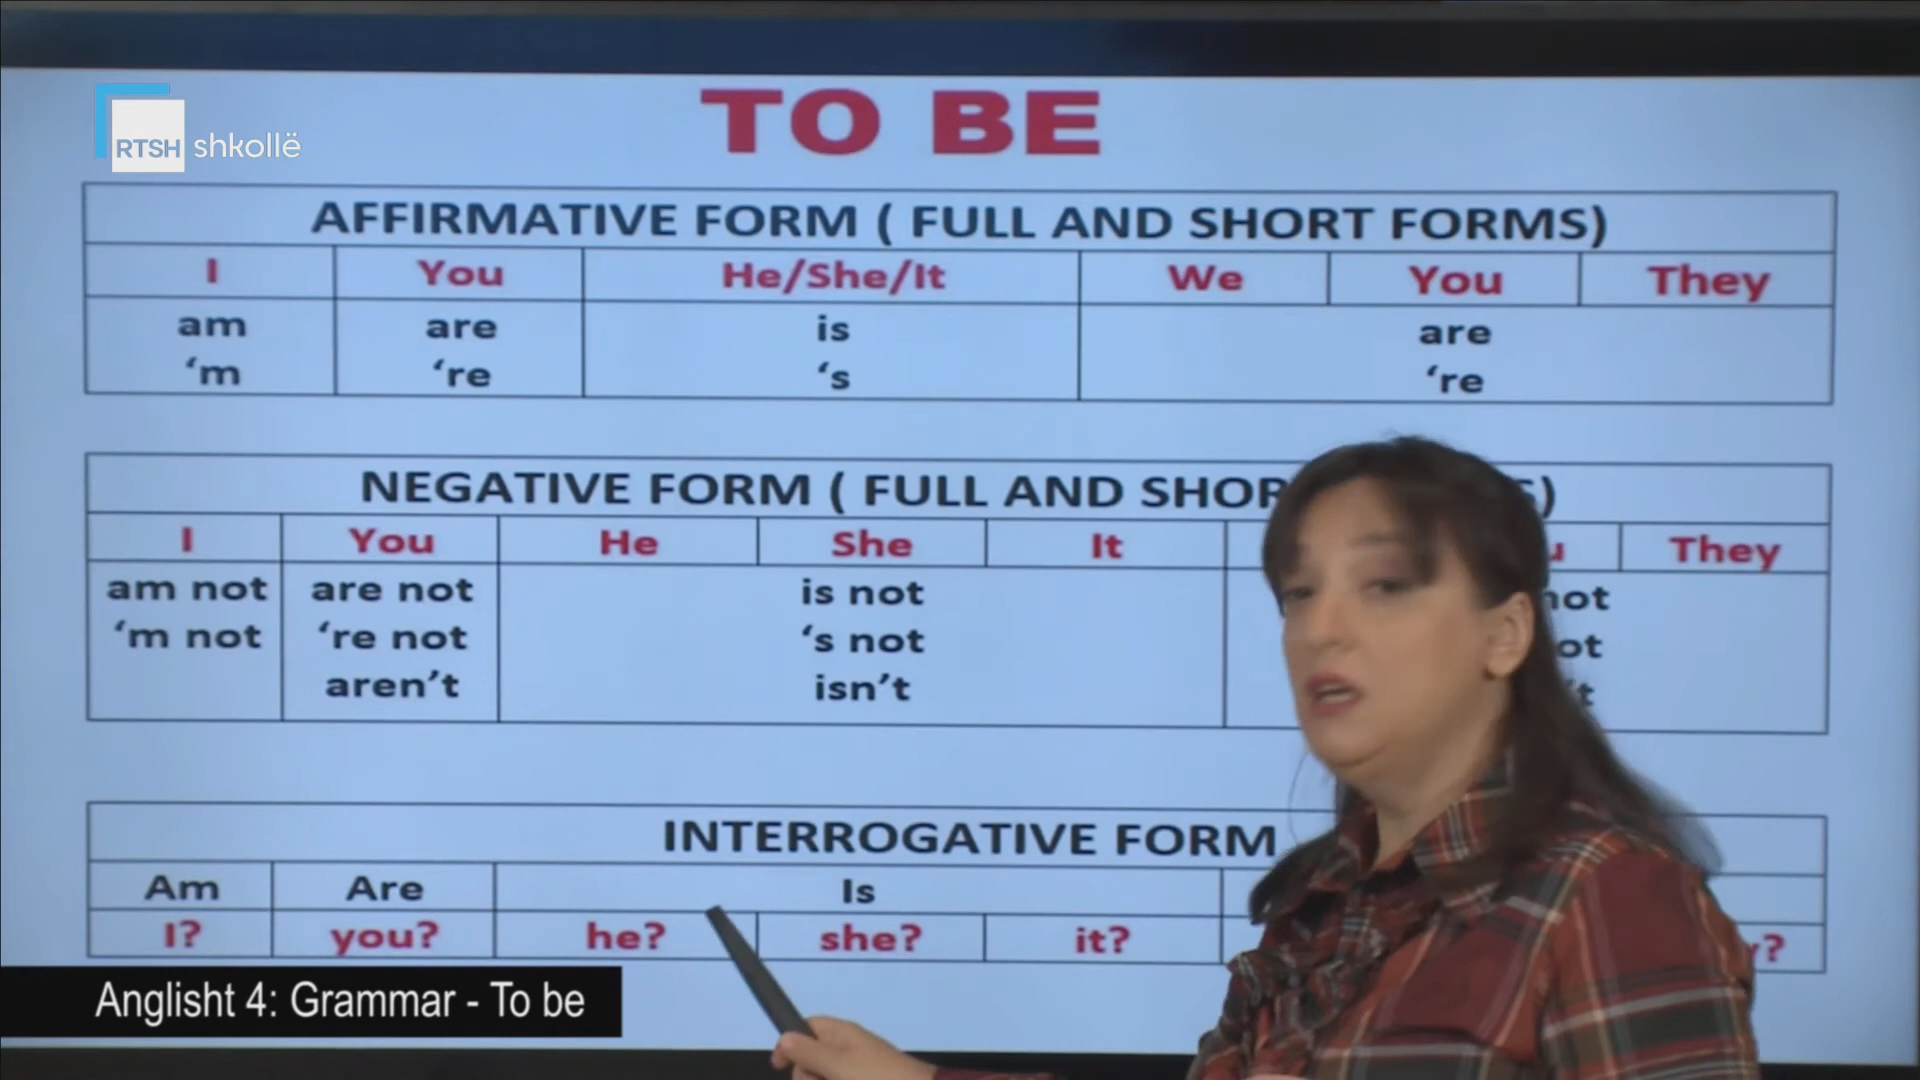 RTSH shkollë
TO BE
AFFIRMATIVE FORM ( FULL AND SHORT FORMS)
I You He/She/It We You They
am are is are
‘m ‘re ‘s ‘re
NEGATIVE FORM ( FULL AND
I You He She It They
am not are not is not not
‘m not ‘re not ‘s not
aren’t isn’t
INTERROGATIVE FORM
Am Are Is
I? you? he? she? it?
Anglisht 4: Grammar - To be